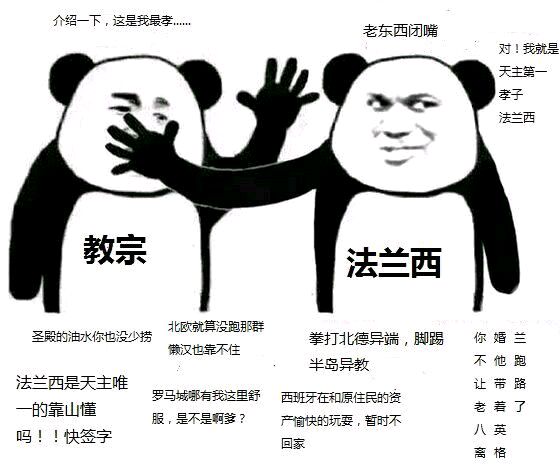 介绍一下，这是我最孝……
老东西闭嘴
对！我就是
天主第一
孝子
法兰西
教宗
法兰西
圣殿的油水你也没少捞
北欧就算没跑那群
懒汉也靠不住
拳打北德异端，脚踢
半岛异教
法兰西是天主唯
一的靠山懂
吗！！快签字
罗马城哪有我这里舒
服，是不是啊爹？
西班牙在和原住民的资
产愉快的玩耍，暂时不
回家
你不让老八离
婚他带着英格
兰跑路了